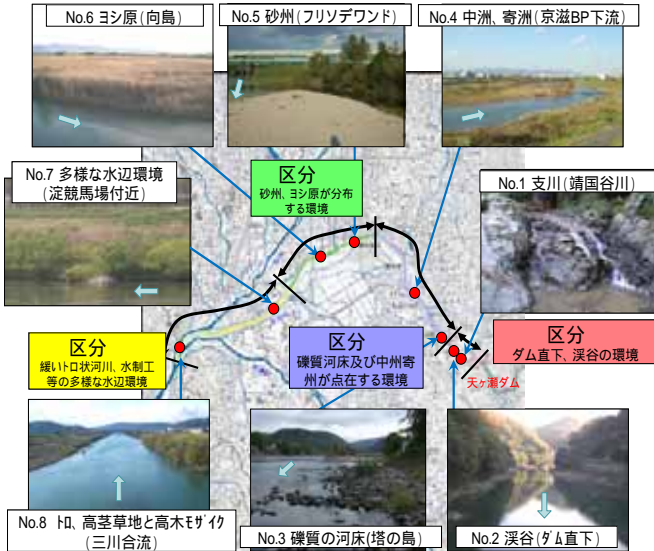 No.6 ヨシ原(向島)
No.5 砂州(フリソデワンド)
No.4 中洲、寄洲(京滋BP下流)
No.7 多様な水辺環境
(淀競馬場付近)
区分
砂州、ヨシ原が分布
する環境
No.1 支川(靖国谷川)
区分
緩いトロ状河川、水制工
等の多様な水辺環境
区分
礫質河床及び中州寄
州が点在する環境
区分
ダム直下、渓谷の環境
天ヶ瀬ダム
No.8 トロ、高茎草地と高木モザイク
(三川合流)
No.3 礫質の河床(塔の島)
No.2 渓谷(ダム直下)